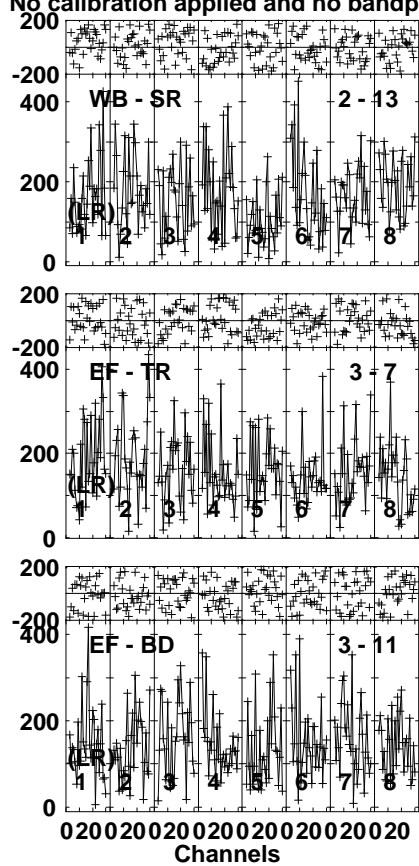 No calibration applied and no bandp
200
-200
400
WB - SR 2 - 13
200
(LR)
1 2 3 4 5 6 7 8
0
200
-200
400
EF - TR 3 - 7
200
(LR)
1 2 3 4 5 6 7 8
0
200
-200
400
EF - BD 3 - 11
200
(LR)
1 2 3 4 5 6 7 8
0
0 20 0 20 0 20 0 20 0 20 0 20 0 20 0 20
Channels